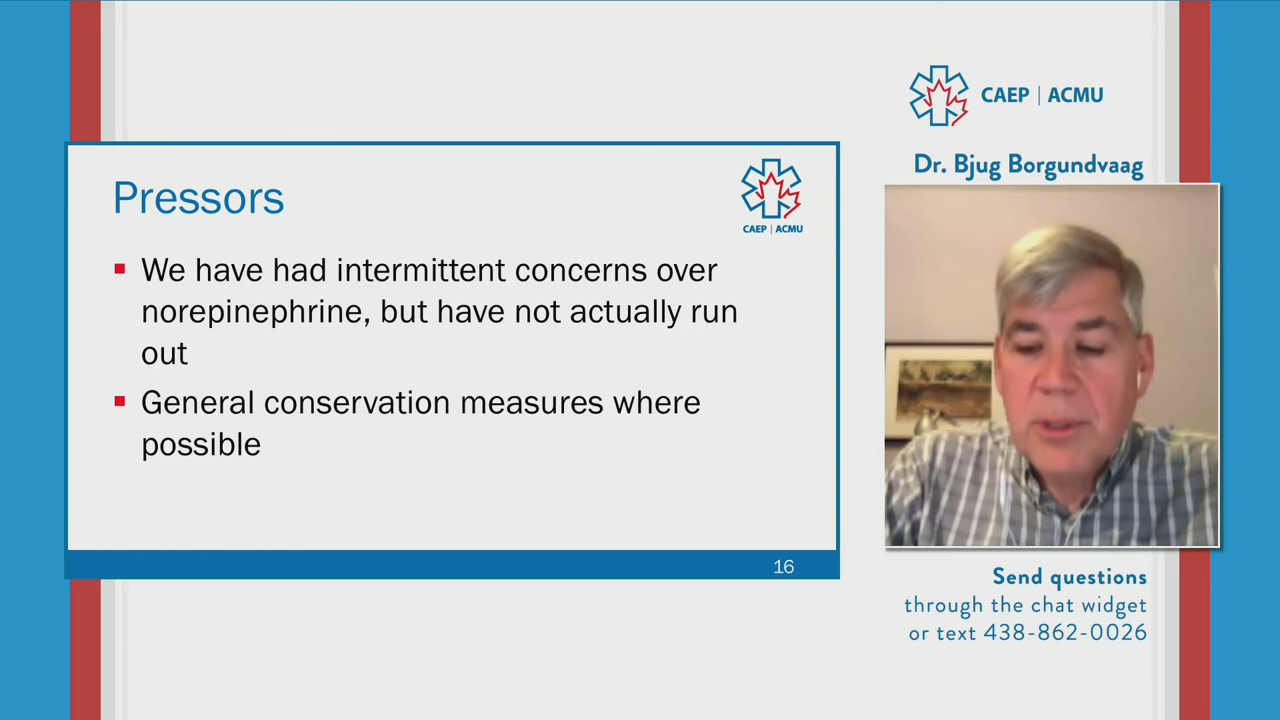 CAEP | ACMU
Dr. Bjug Borgundvaag
Pressors
CAEP | ACMU
We have had intermittent concerns over
norepinephrine, but have not actually run
out
General conservation measures where
possible
16
Send questions
through the chat widget
or text 438-862-0026